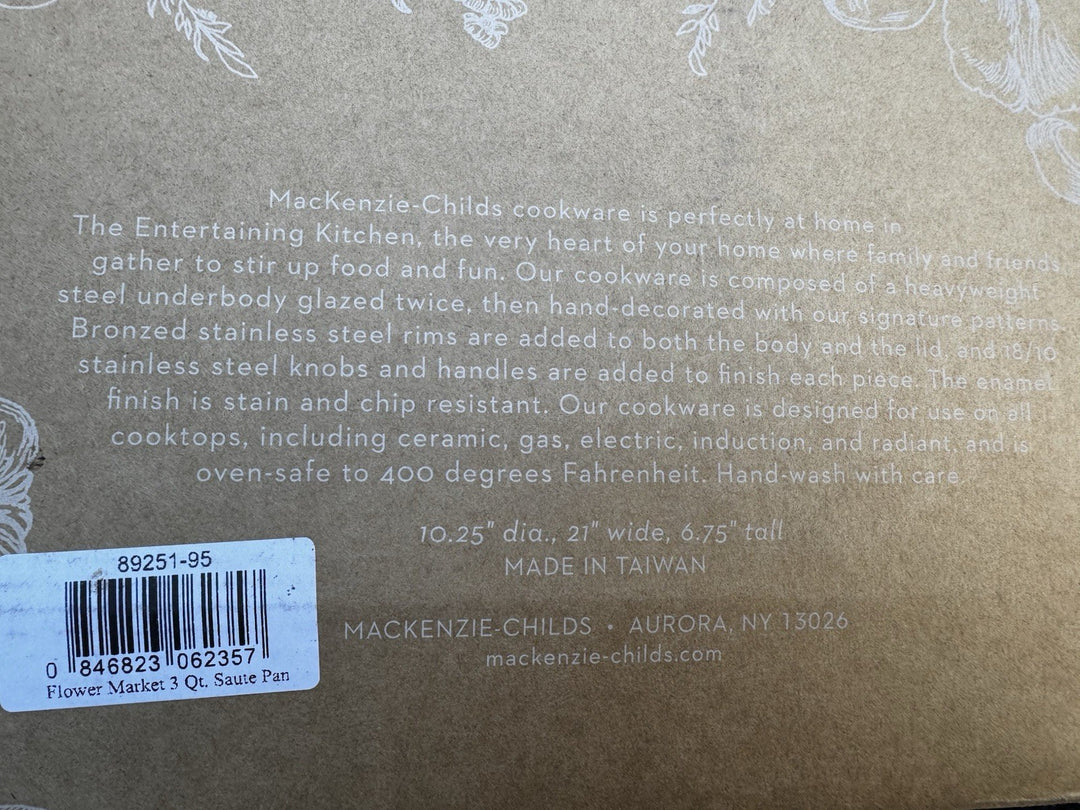 MacKenzie-Childs cookware is perfectly at home in
The Entertaining Kitchen, the very heart of your home where family and friends
gather to stir up food and fun. Our cookware is composed of a heavyweight
steel underbody glazed twice, then hand-decorated with our signature patterns.
Bronzed stainless steel rims are added to both the body and the lid, and 18/10
stainless steel knobs and handles are added to finish each piece. The enamel
finish is stain and chip resistant. Our cookware is designed for use on all
cooktops, including ceramic, gas, electric, induction, and radiant, and is
oven-safe to 400 degrees Fahrenheit. Hand-wash with care.
10.25" dia., 21" wide, 6.75" tall
MADE IN TAIWAN
MACKENZIE-CHILDS • AURORA, NY 13026
mackenzie-childs.com
89251-95
0 846823 062357
Flower Market 3 Qt. Saute Pan